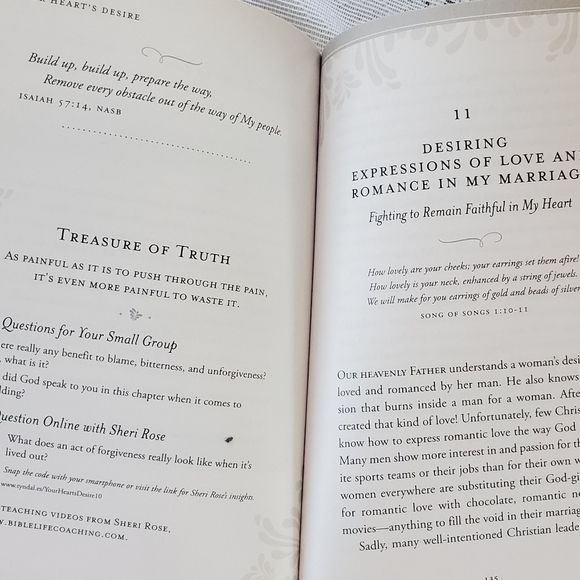 HEART'S DESIRE
Build up, build up, prepare the way,
Remove every obstacle out of the way of My people.
ISAIAH 57:14, NASB
TREASURE OF TRUTH
AS PAINFUL AS IT IS TO PUSH THROUGH THE PAIN,
IT'S EVEN MORE PAINFUL TO WASTE IT.
Questions for Your Small Group
ere really any benefit to blame, bitterness, and unforgiveness?
, what is it?
did God speak to you in this chapter when it comes to
lding?
uestion Online with Sheri Rose
What does an act of forgiveness really look like when it's
lived out?
Snap the code with your smartphone or visit the link for Sheri Rose's insights.
www.tyndal.es/YourHeartsDesire10
TEACHING VIDEOS FROM SHERI ROSE,
W.BIBLELIFECOACHING.COM.
11
DESIRING
EXPRESSIONS OF LOVE AN
ROMANCE IN MY MARRIAG
Fighting to Remain Faithful in My Heart
How lovely are your cheeks; your earrings set them afire!
How lovely is your neck, enhanced by a string of jewels.
We will make for you earrings of gold and beads of silver
SONG OF SONGS 1:10-11
OUR HEAVENLY FATHER understands a woman's desi
loved and romanced by her man. He also knows
sion that burns inside a man for a woman. Afte
created that kind of love! Unfortunately, few Chris
know how to express romantic love the way God
Many men show more interest in and passion for th
ite sports teams or their jobs than for their own w
women everywhere are substituting their God-gi
for romantic love with chocolate, romantic no
movies—anything to fill the void in their marriag
Sadly, many well-intentioned Christian leade
135